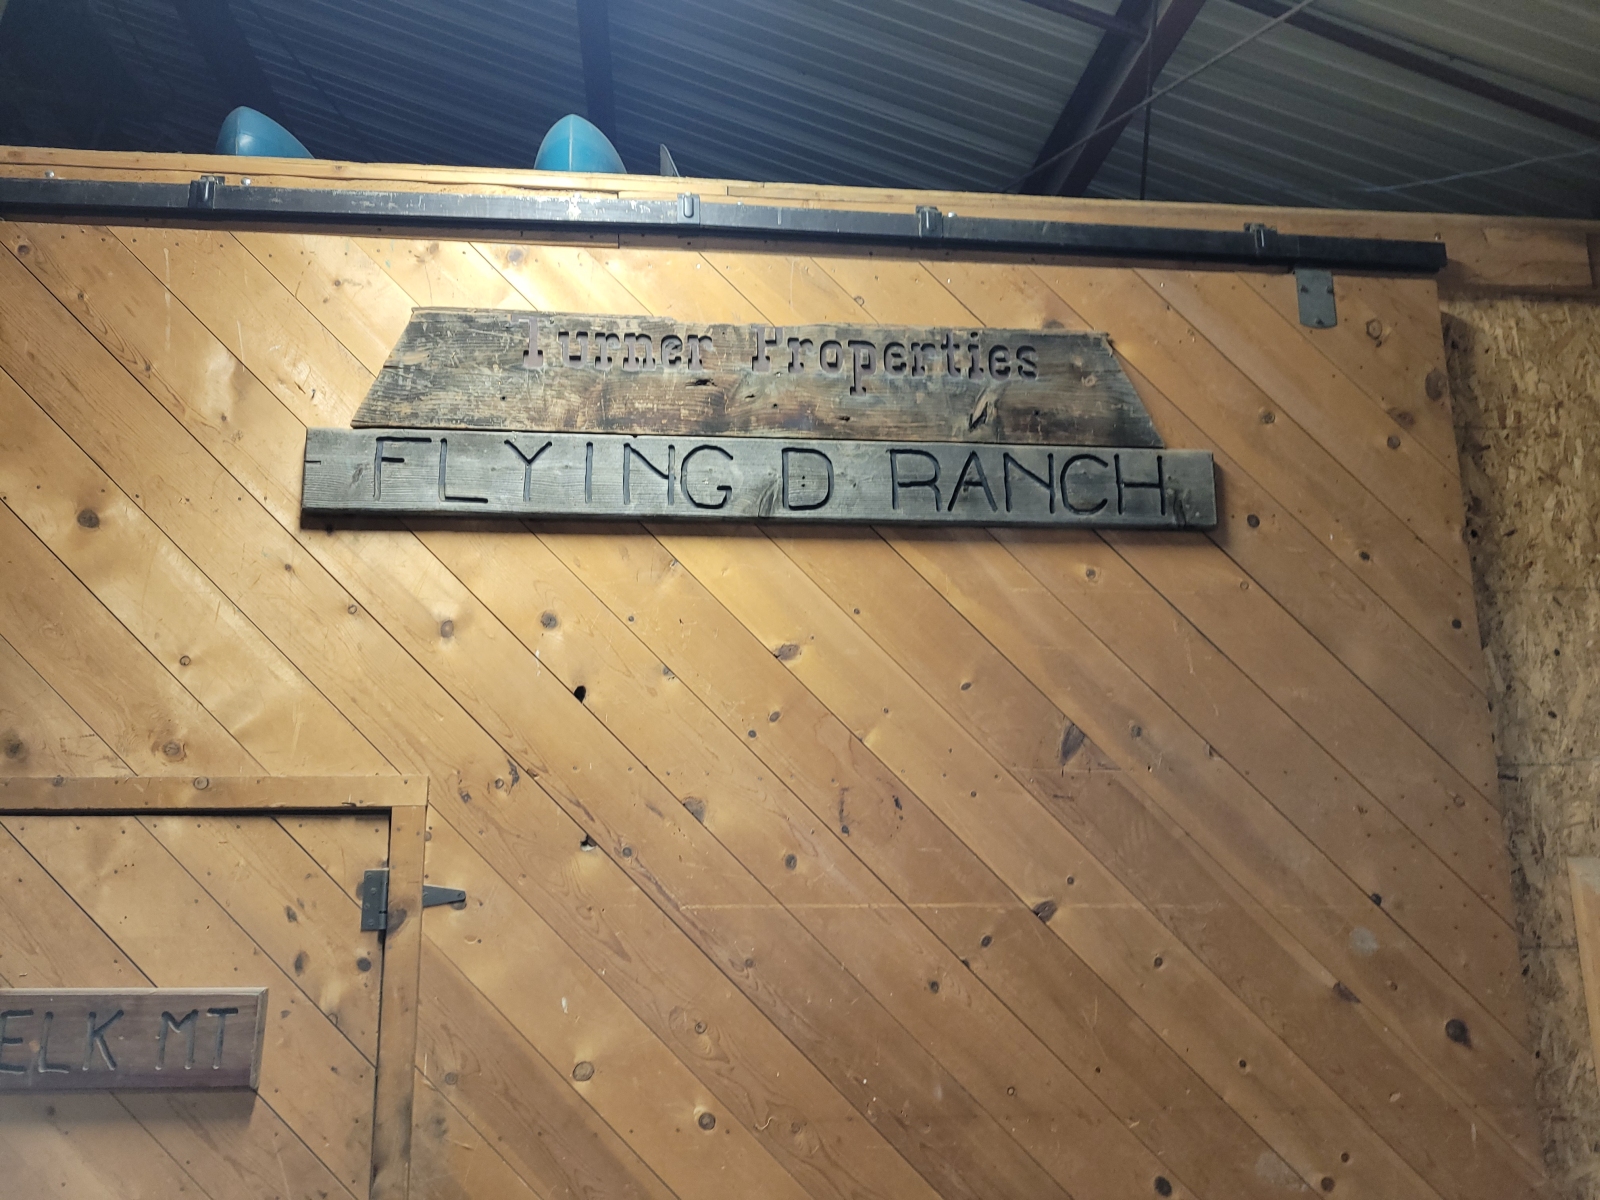 Turner Properties
FLYING D RANCH
ELK MT